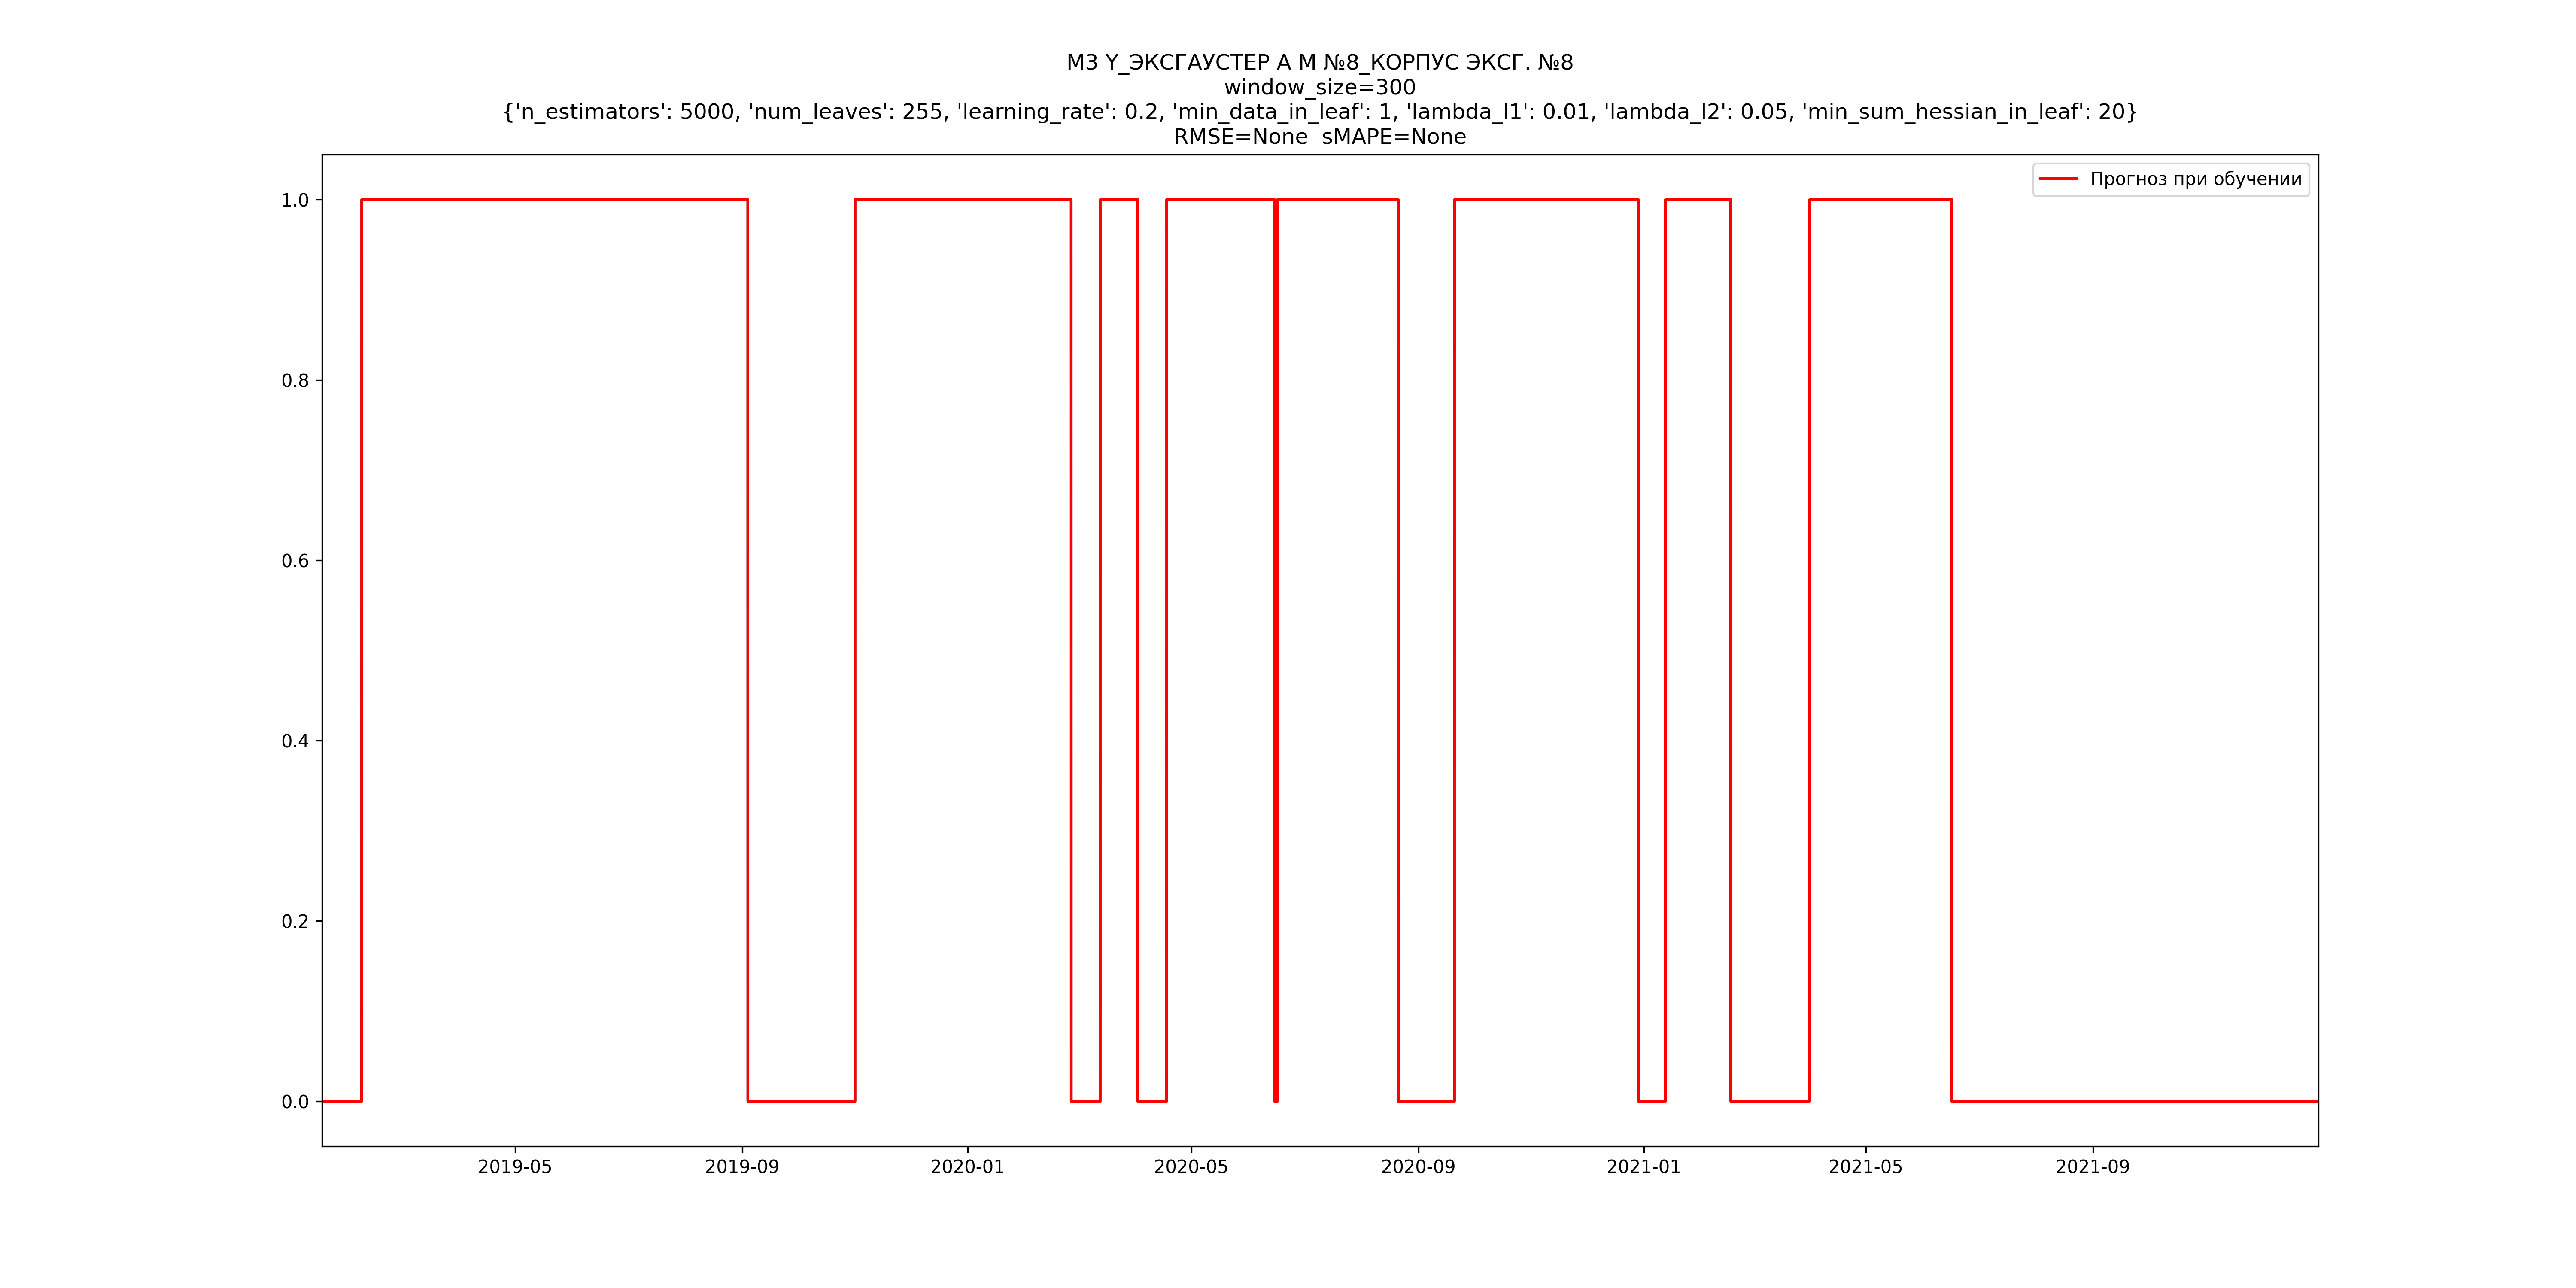 М3 Y_ЭКСГАУСТЕР А М №8_КОРПУС ЭКСГ. №8
window_size=300
{'n_estimators': 5000, 'num_leaves': 255, 'learning_rate': 0.2, 'min_data_in_leaf': 1, 'lambda_l1': 0.01, 'lambda_l2': 0.05, 'min_sum_hessian_in_leaf': 20}
RMSE=None  sMAPE=None
Прогноз при обучении
1.0
0.8
0.6
0.4
0.2
0.0
2019-05 2019-09 2020-01 2020-05 2020-09 2021-01 2021-05 2021-09